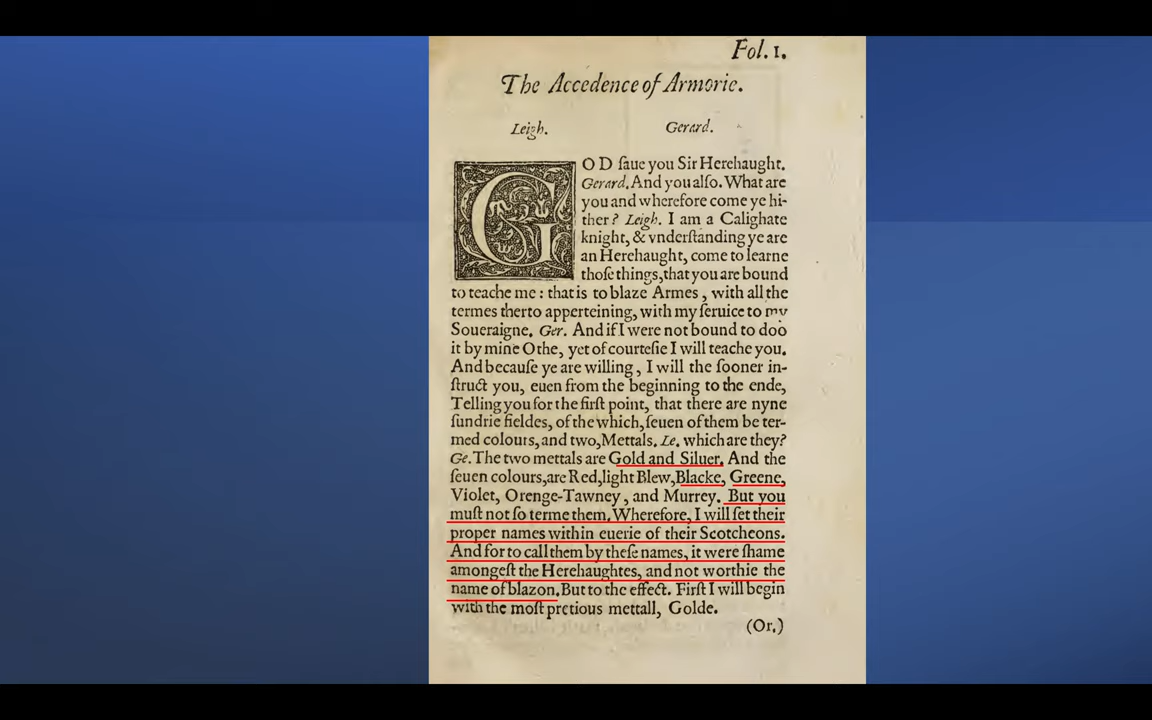 Fol. 1.
The Accedence of Armorie.
Leigh. Gerard.
GOD ſaue you Sir Herehaught.
Gerard. And you alſo. What are
you and wherefore come ye hi-
ther? Leigh. I am a Calighate
knight, & vnderſtanding ye are
an Herehaught, come to learne
thoſe things, that you are bound
to teache me : that is to blaze Armes, with all the
termes therto apperteining, with my ſeruice to my
Soueraigne. Ger. And if I were not bound to doo
it by mine Othe, yet of courteſie I will teache you.
And becauſe ye are willing, I will the ſooner in-
ſtruct you, euen from the beginning to the ende,
Telling you for the firſt point, that there are nyne
ſundrie fieldes, of the which, ſeuen of them be ter-
med colours, and two, Mettals. Le. which are they?
Ge. The two mettals are Gold and Siluer. And the
ſeuen colours, are Red, light Blew, Blacke, Greene,
Violet, Orenge-Tawney, and Murrey. But you
muſt not ſo terme them. Wherefore, I will ſet their
proper names within euerie of their Scotcheons.
And for to call them by theſe names, it were ſhame
amongeſt the Herehaughtes, and not worthie the
name of blazon. But to the effect. Firſt I will begin
with the moſt pretious mettall, Golde.
(Or,)